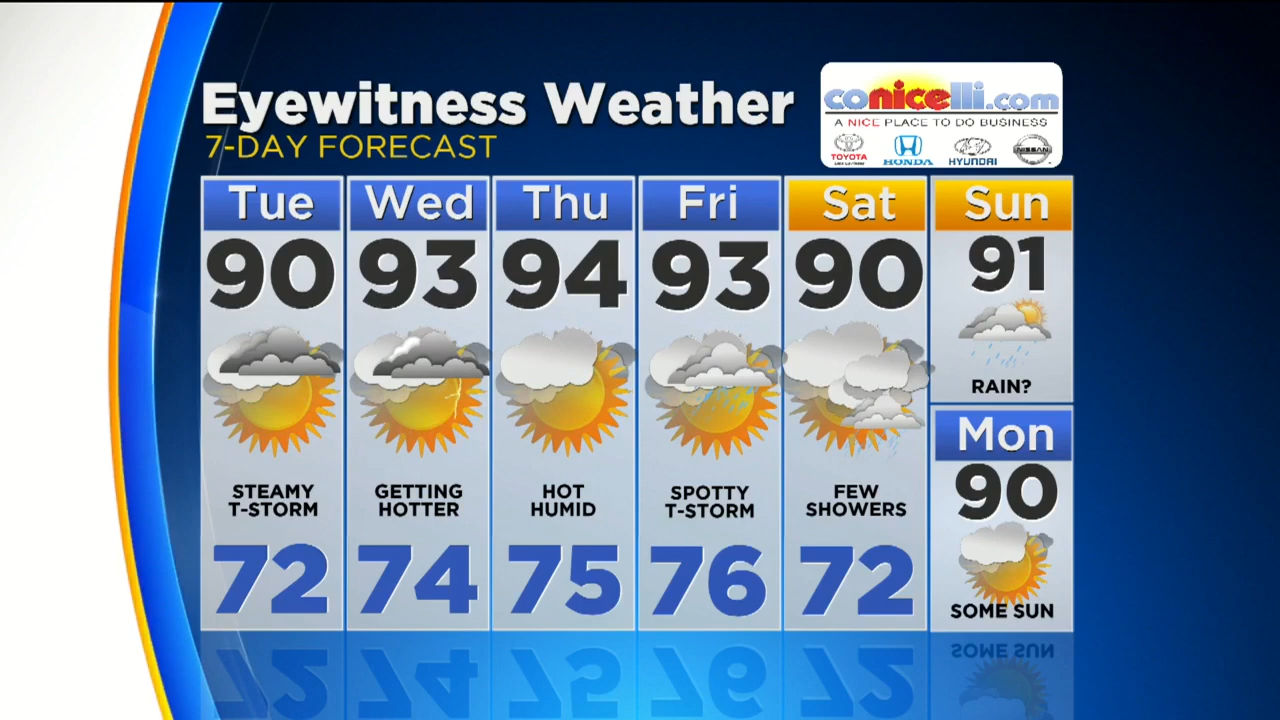 Eyewitness Weather
7-DAY FORECAST
conicelli.com
A NICE PLACE TO DO BUSINESS
TOYOTA
HONDA
HYUNDAI
NISSAN
Tue
90
STEAMY
T-STORM
72
Wed
93
GETTING
HOTTER
74
Thu
94
HOT
HUMID
75
Fri
93
SPOTTY
T-STORM
76
Sat
90
FEW
SHOWERS
72
Sun
91
RAIN?
Mon
90
SOME SUN